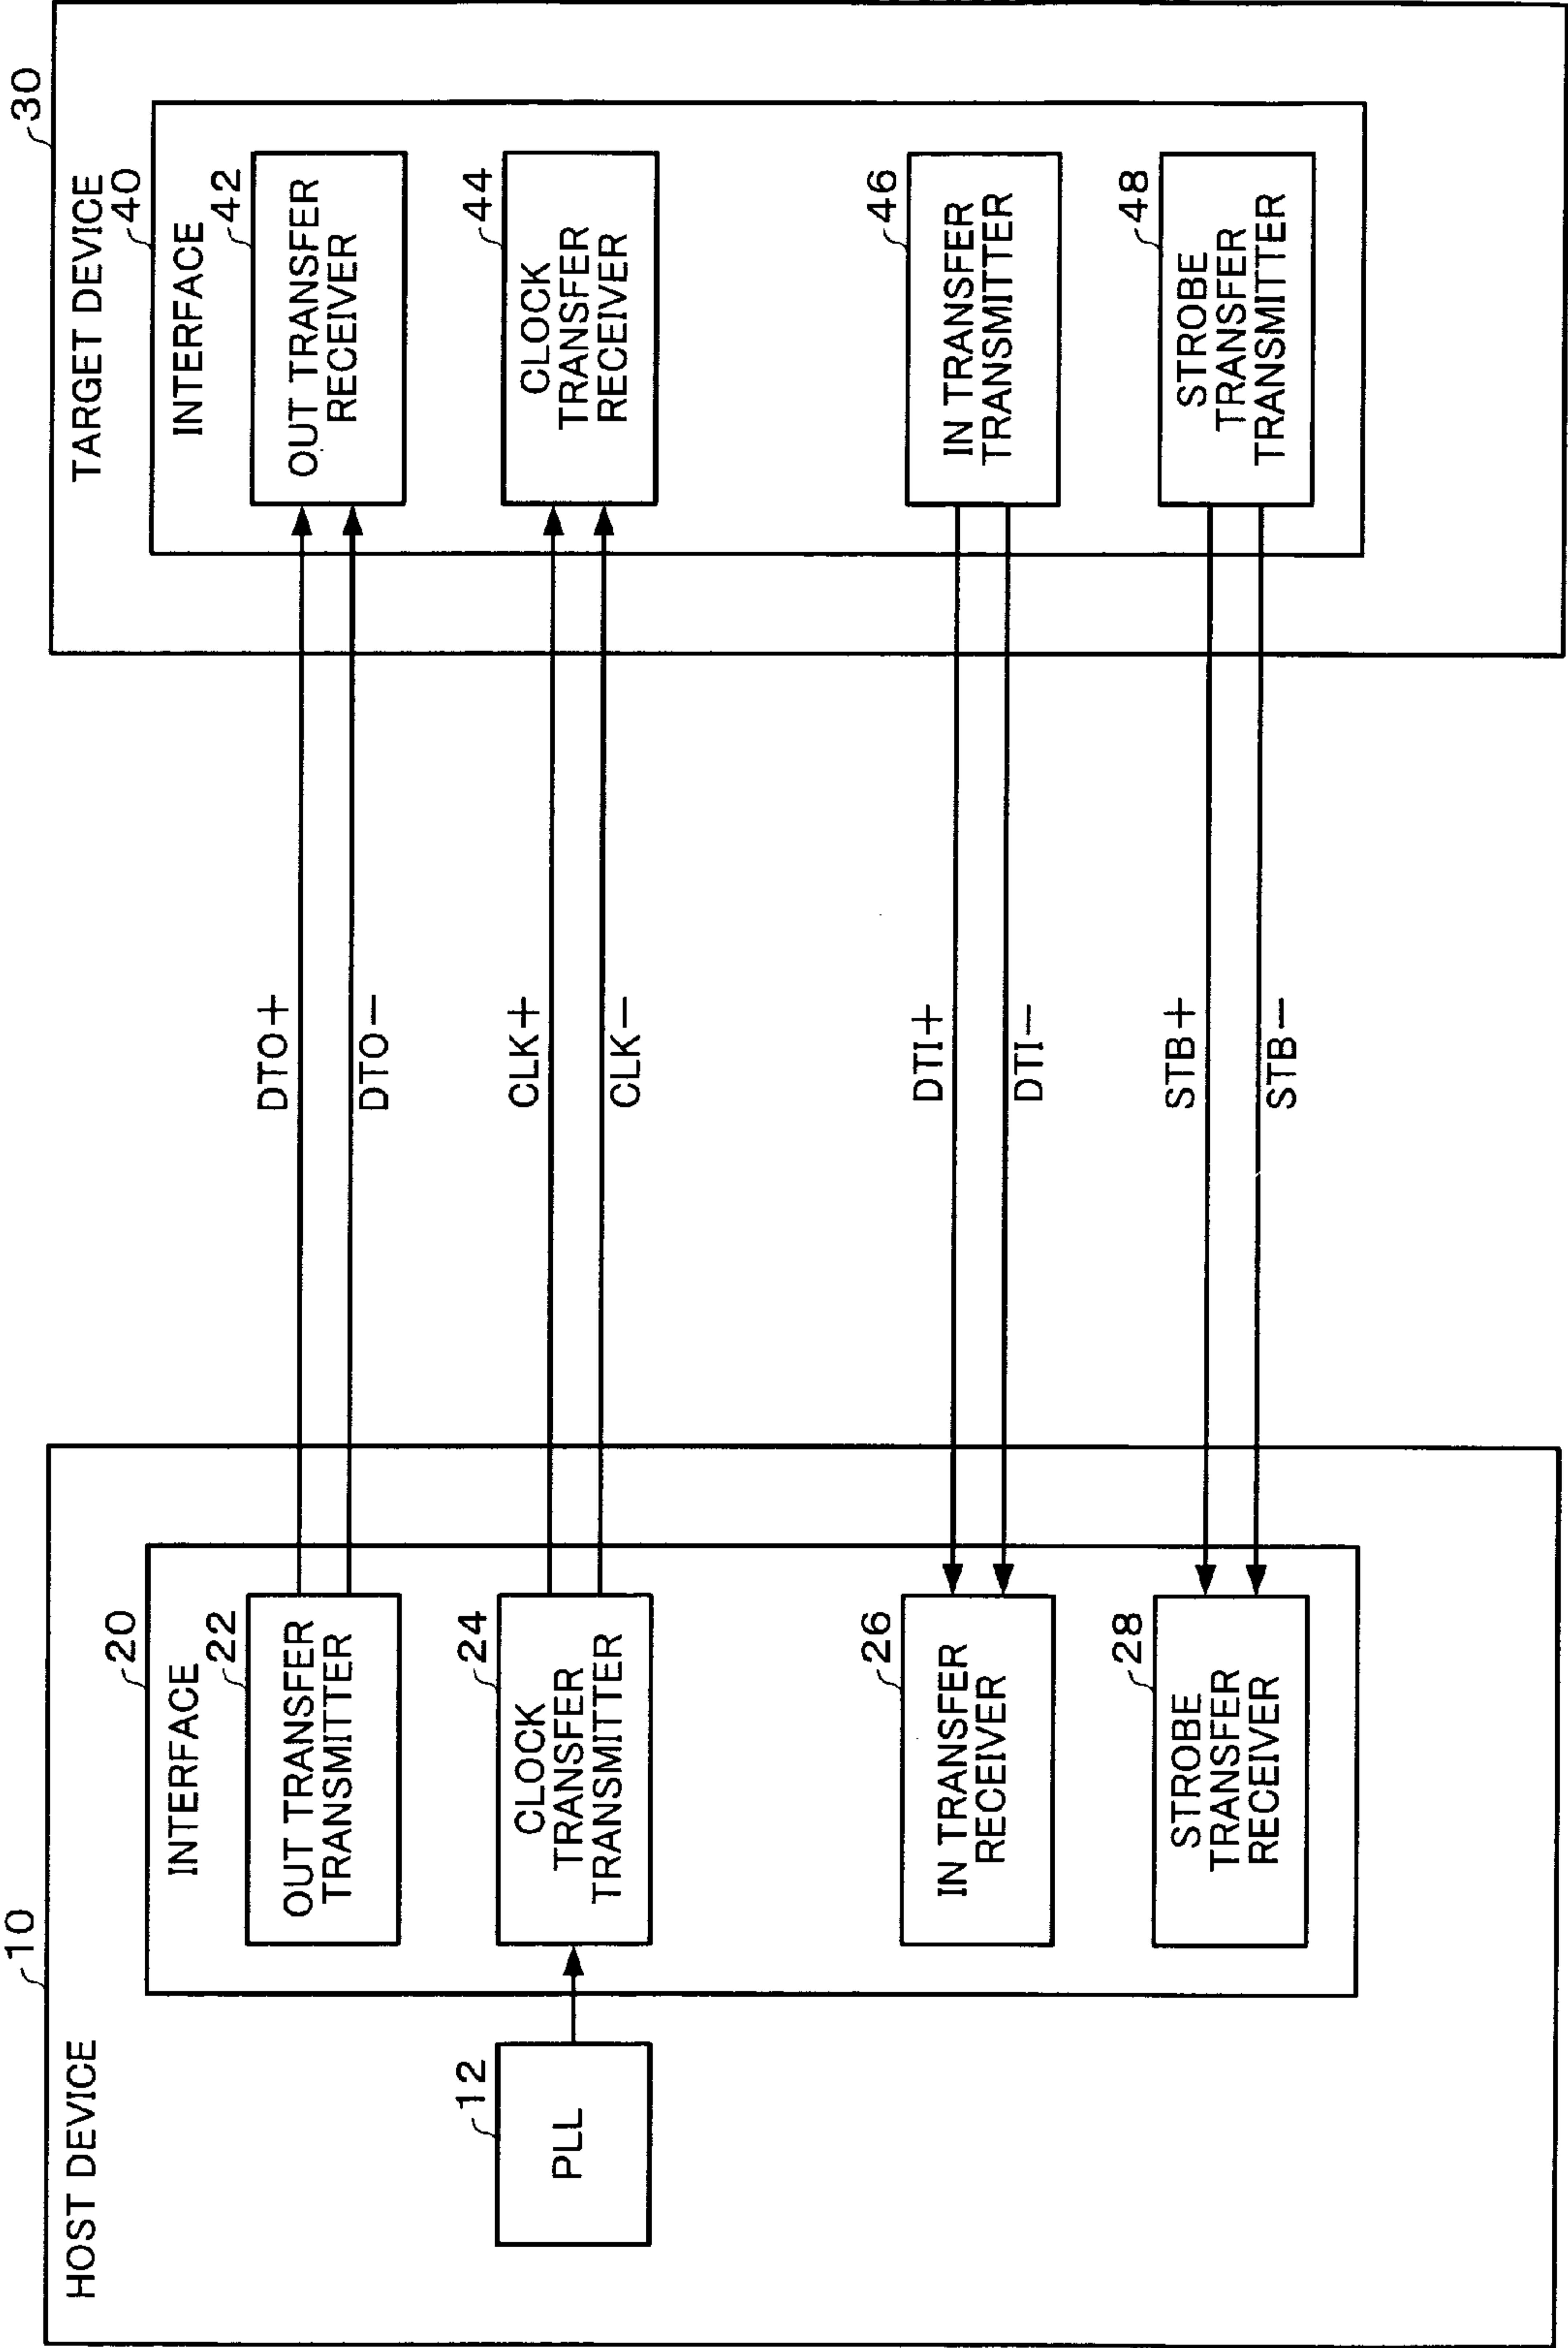 10
HOST DEVICE
12
PLL
20
INTERFACE
22
OUT TRANSFER
TRANSMITTER
24
CLOCK
TRANSFER
TRANSMITTER
26
IN TRANSFER
RECEIVER
28
STROBE
TRANSFER
RECEIVER
DTO+
DTO−
CLK+
CLK−
DTI+
DTI−
STB+
STB−
30
TARGET DEVICE
40
INTERFACE
42
OUT TRANSFER
RECEIVER
44
CLOCK
TRANSFER
RECEIVER
46
IN TRANSFER
TRANSMITTER
48
STROBE
TRANSFER
TRANSMITTER